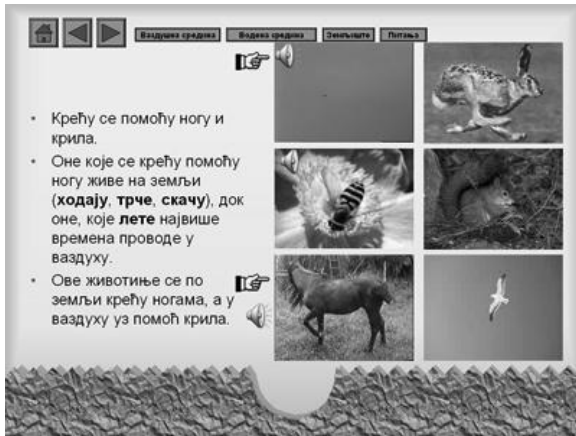 Ваздушна средина Водена средина Земљиште Питања
• Крећу се помоћу ногу и
крила.
• Оне које се крећу помоћу
ногу живе на земљи
(ходају, трче, скачу), док
оне, које лете највише
времена проводе у
ваздуху.
• Ове животиње се по
земљи крећу ногама, а у
ваздуху уз помоћ крила.